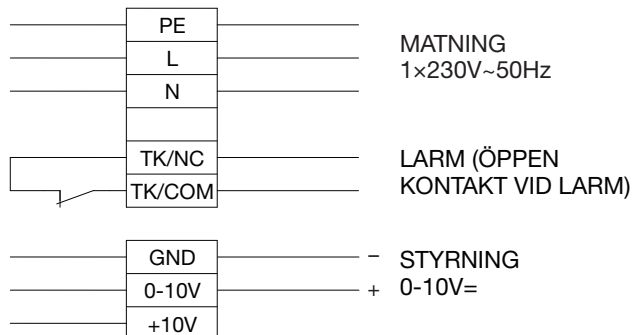 PE
L
N
MATNING
1×230V~50Hz
TK/NC
TK/COM
LARM (ÖPPEN
KONTAKT VID LARM)
GND
0-10V
+10V
–
+
STYRNING
0-10V=